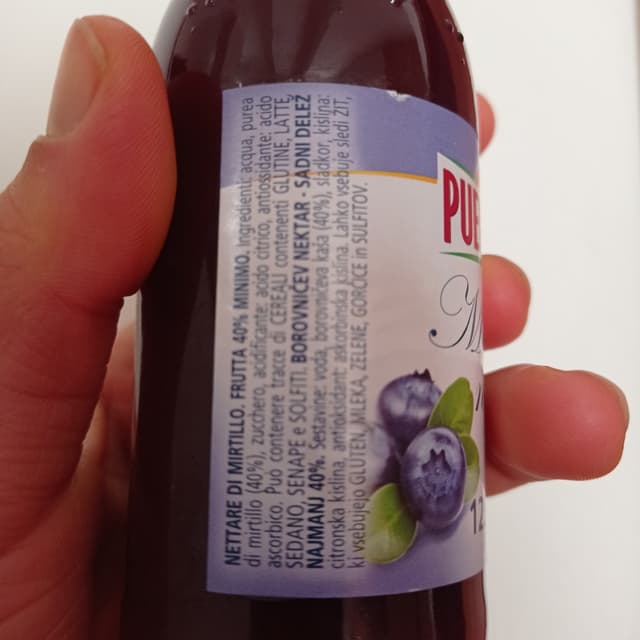 NETTARE DI MIRTILLO. FRUTTA 40% MINIMO. Ingredienti: acqua, purea
di mirtillo (40%), zucchero, acidificante: acido citrico, antiossidante: acido
ascorbico. Può contenere tracce di CEREALI contenenti GLUTINE, LATTE,
SEDANO, SENAPE e SOLFITI. BOROVNIČEV NEKTAR - SADNI DELEŽ
NAJMANJ 40%. Sestavine: voda, borovničeva kaša (40%), sladkor, kislina:
citronska kislina, antioksidant: askorbinska kislina. Lahko vsebuje sledi ŽIT,
ki vsebujejo GLUTEN, MLEKA, ZELENE, GORČICE in SULFITOV.
PUE
M
12